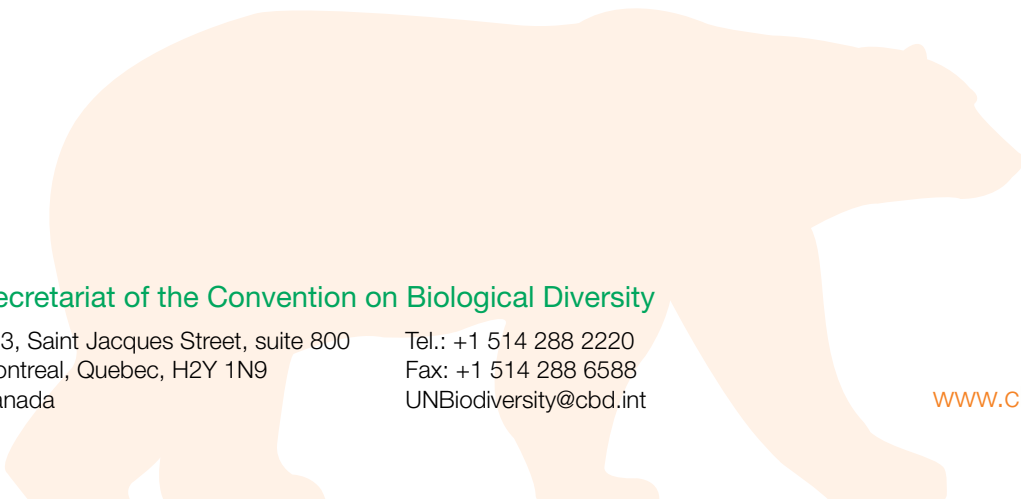 ecretariat of the Convention on Biological Diversity
3, Saint Jacques Street, suite 800
ontreal, Quebec, H2Y 1N9
anada
Tel.: +1 514 288 2220
Fax: +1 514 288 6588
UNBiodiversity@cbd.int
www.c